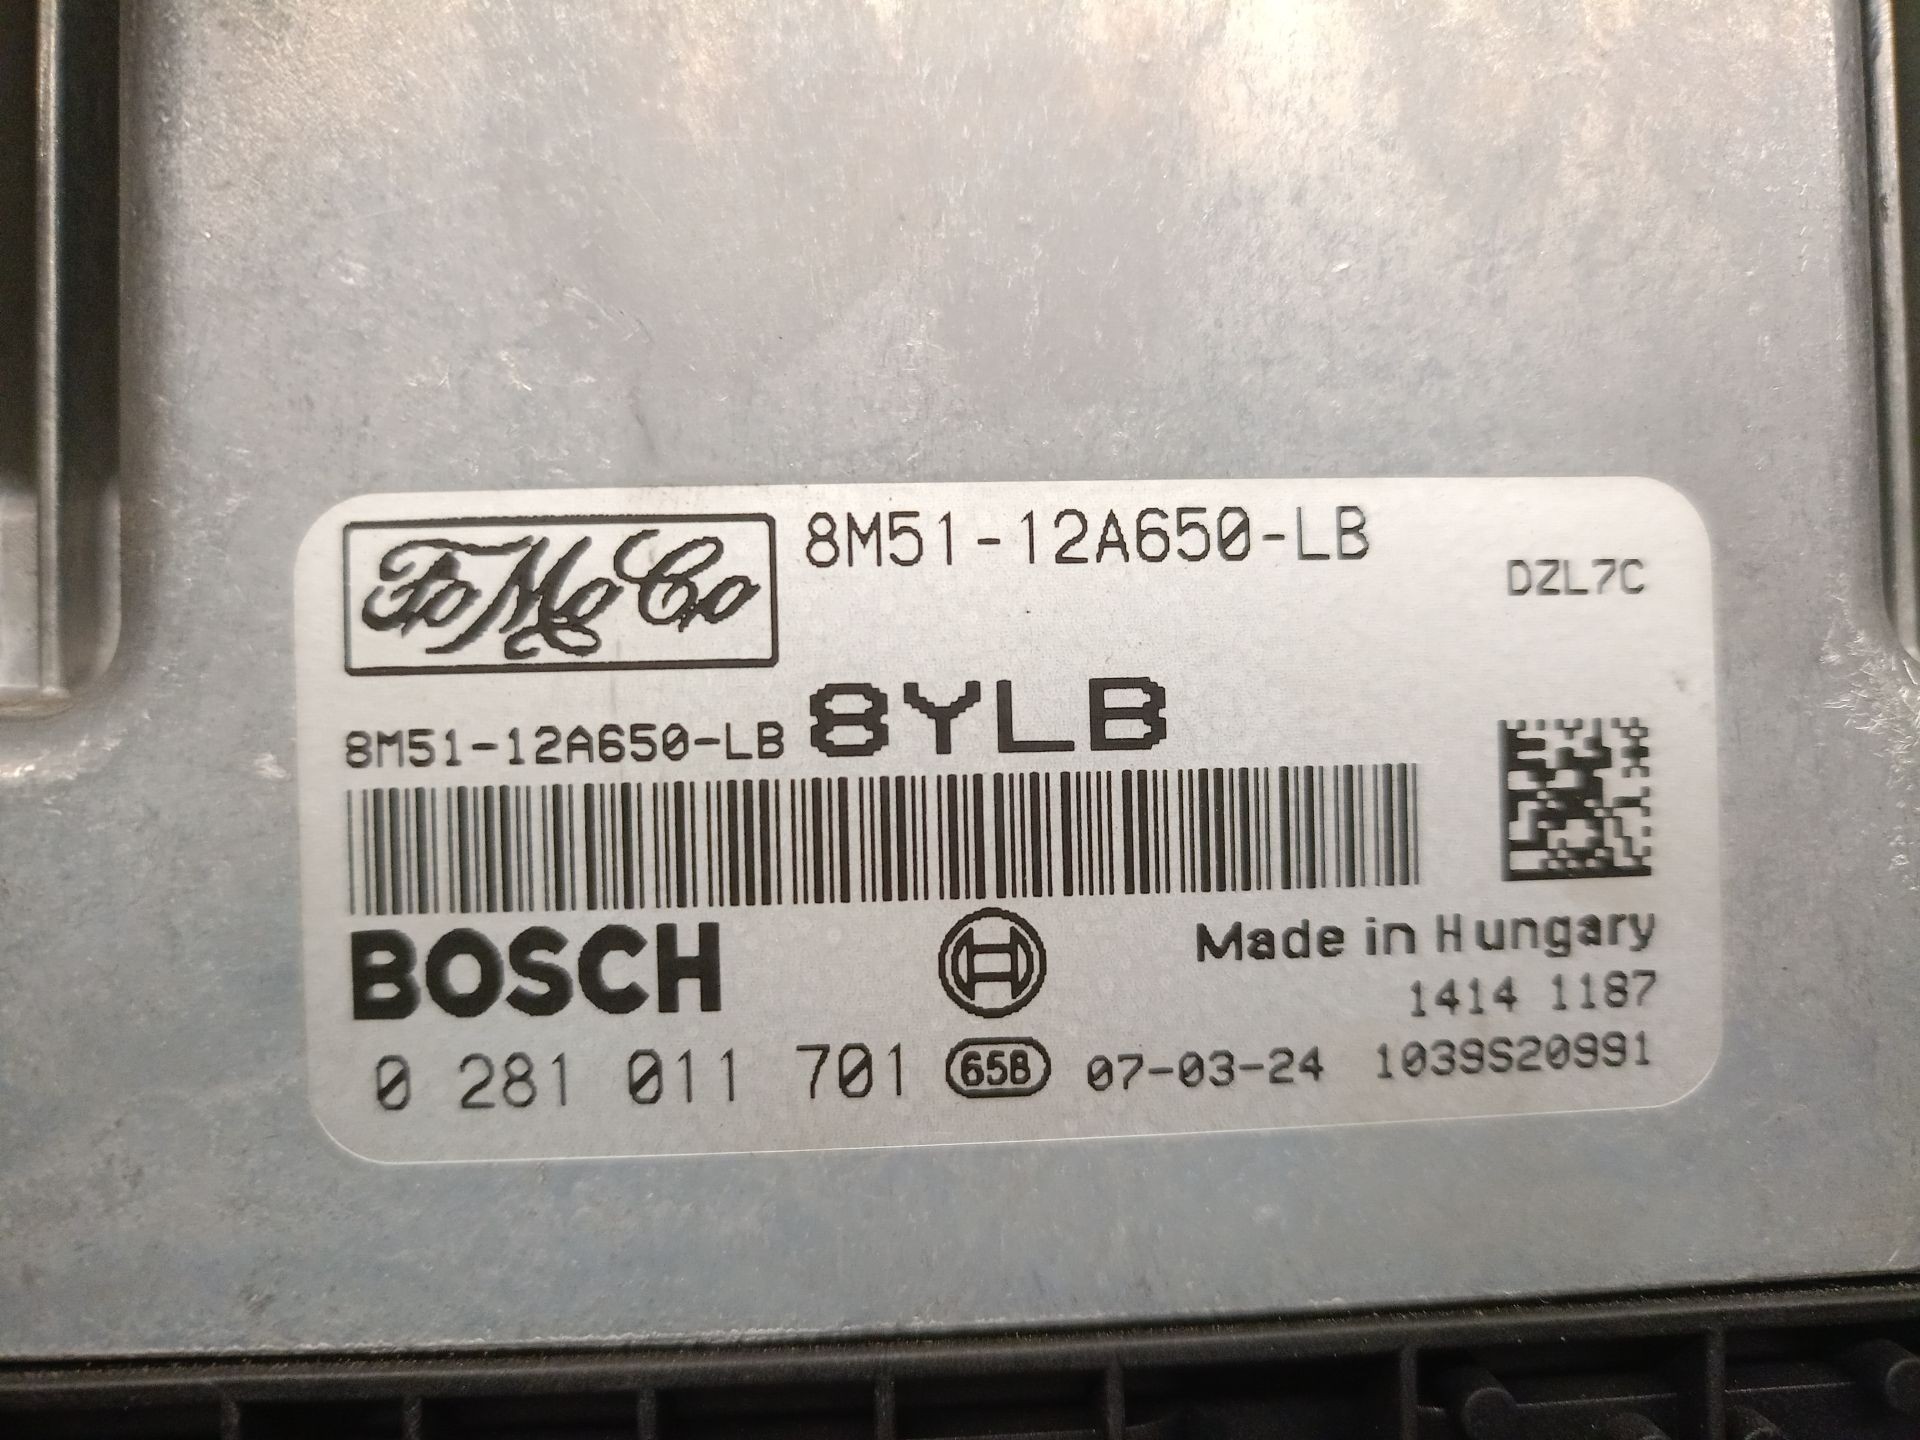 FoMoCo
8M51-12A650-LB
DZL7C
8M51-12A650-LB 8YLB
BOSCH
Made in Hungary
1414 1187
0 281 011 701 65B 07-03-24 1039S20991